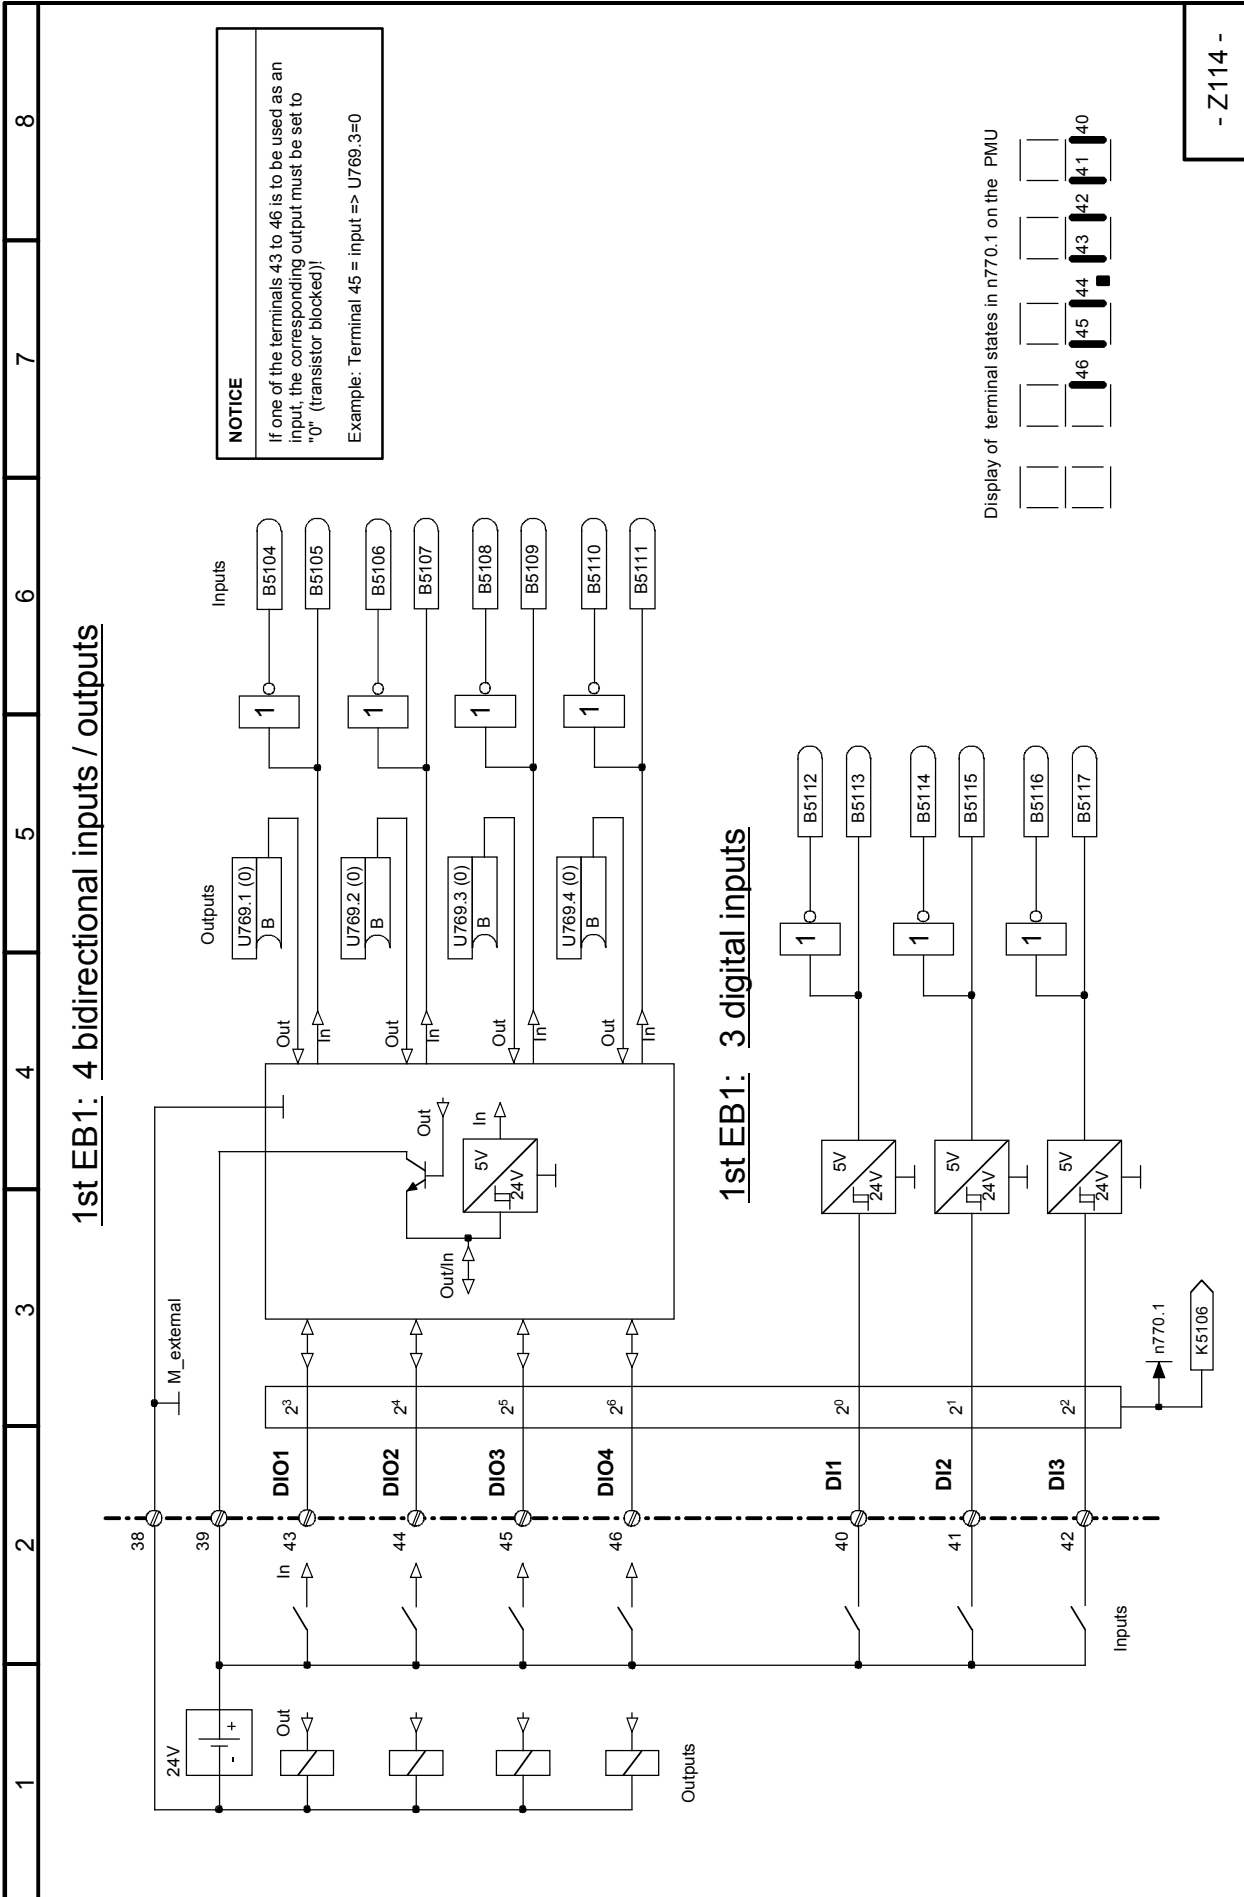 1 2 3 4 5 6 7 8
1st EB1: 4 bidirectional inputs / outputs
NOTICE
If one of the terminals 43 to 46 is to be used as an
input, the corresponding output must be set to
"0" (transistor blocked)!
Example: Terminal 45 = input => U769.3=0
Outputs
Inputs
U769.1 (0)
B
U769.2 (0)
B
U769.3 (0)
B
U769.4 (0)
B
1
B5104
B5105
1
B5106
B5107
1
B5108
B5109
1
B5110
B5111
Out
In
Out
In
Out
In
Out
In
Out
In
5V
24V
Out/In
M_external
24V
+
-
38
39
43
DIO1
2³
44
DIO2
2⁴
45
DIO3
2⁵
46
DIO4
2⁶
In
Out
Outputs
1st EB1: 3 digital inputs
40
DI1
2⁰
5V
24V
1
B5112
B5113
41
DI2
2¹
5V
24V
1
B5114
B5115
42
DI3
2²
5V
24V
1
B5116
B5117
Inputs
n770.1
K5106
Display of terminal states in n770.1 on the PMU
46 45 44 43 42 41 40
- Z114 -